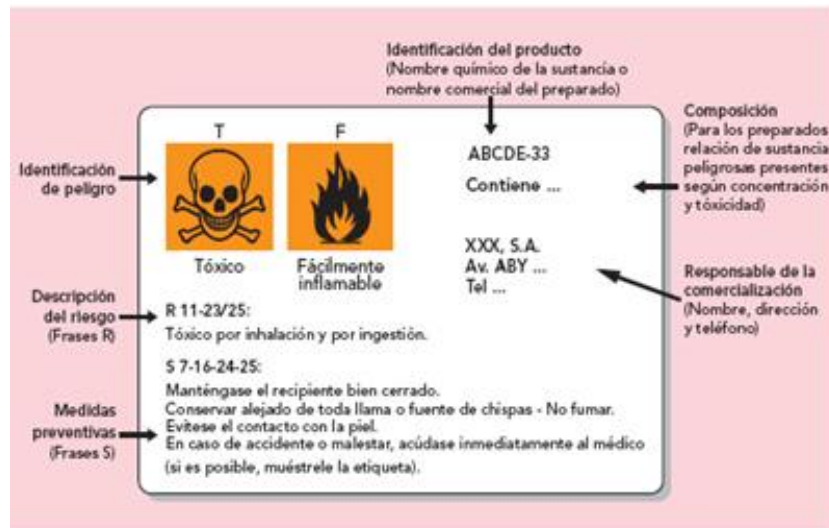 Identificación del producto
(Nombre químico de la sustancia o
nombre comercial del preparado)
Composición
(Para los preparados
relación de sustancia
peligrosas presentes
según concentración
y tóxicidad)
Responsable de la
comercialización
(Nombre, dirección
y teléfono)
Identificación
de peligro
Descripción
del riesgo
(Frases R)
Medidas
preventivas
(Frases S)
T
F
Tóxico
Fácilmente
inflamable
ABCDE-33
Contiene ...
XXX, S.A.
Av. ABY ...
Tel ...
R 11-23/25:
Tóxico por inhalación y por ingestión.
S 7-16-24-25:
Manténgase el recipiente bien cerrado.
Conservar alejado de toda llama o fuente de chispas - No fumar.
Evítese el contacto con la piel.
En caso de accidente o malestar, acúdase inmediatamente al médico
(si es posible, muéstrele la etiqueta).